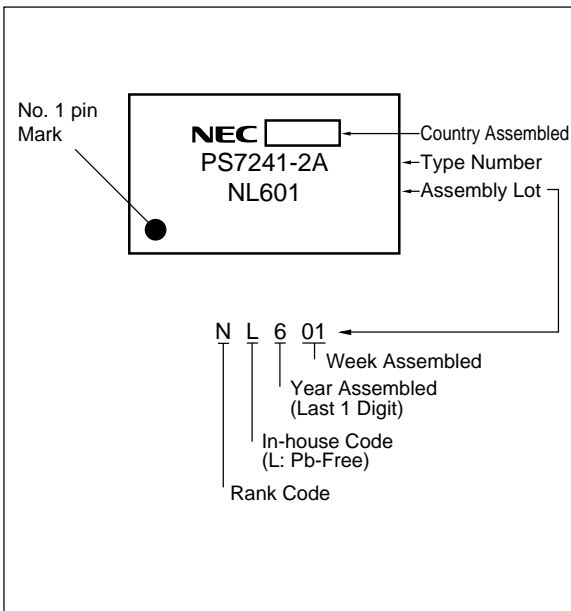 No. 1 pin
Mark
NEC
Country Assembled
PS7241-2A
Type Number
NL601
Assembly Lot
N L 6 01
Week Assembled
Year Assembled
(Last 1 Digit)
In-house Code
(L: Pb-Free)
Rank Code